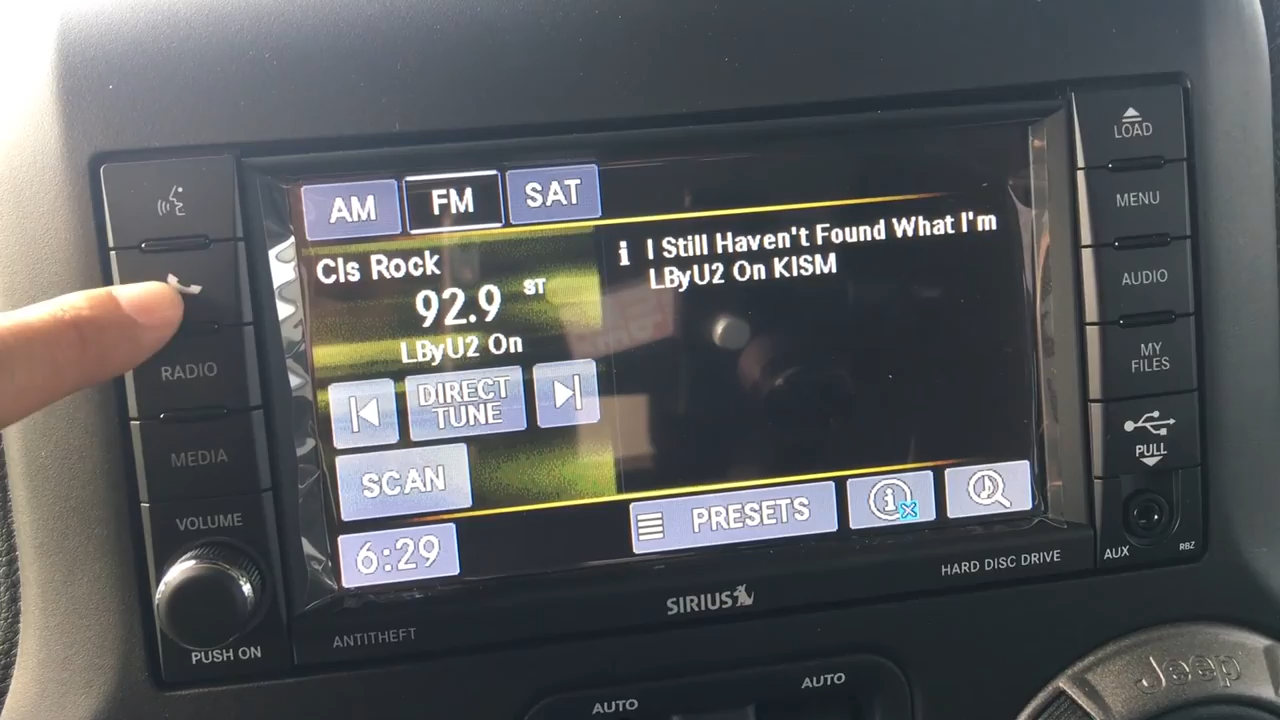 AM
FM
SAT
Cls Rock
92.9
ST
LByU2 On
DIRECT
TUNE
SCAN
6:29
I Still Haven't Found What I'm
LByU2 On KISM
PRESETS
RADIO
MEDIA
VOLUME
PUSH ON
ANTITHEFT
SIRIUS
HARD DISC DRIVE
LOAD
MENU
AUDIO
MY
FILES
PULL
AUX
RBZ
AUTO
AUTO
Jeep